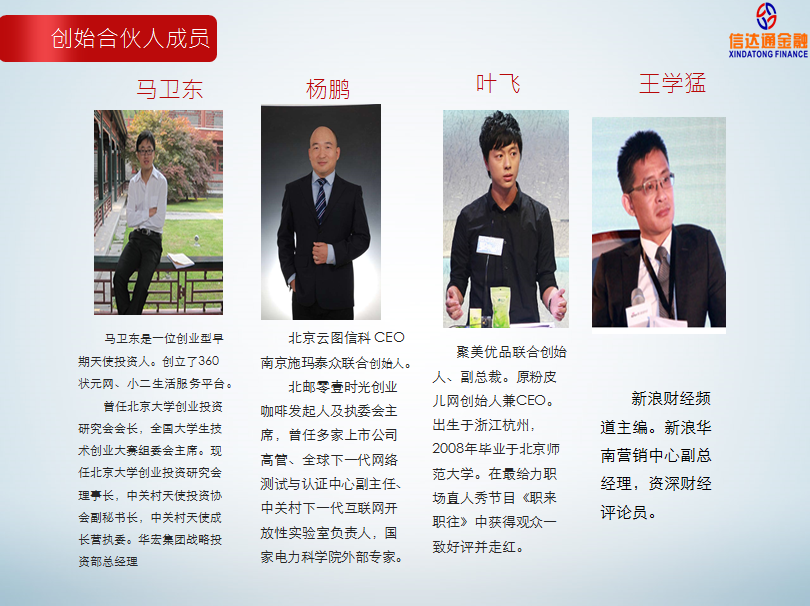 创始合伙人成员
信达通金融
XINDATONG FINANCE
马卫东
杨鹏
叶飞
王学猛
马卫东是一位创业型早
期天使投资人。创立了360
状元网、小二生活服务平台。
曾任北京大学创业投资
研究会会长，全国大学生技
术创业大赛组委会主席。现
任北京大学创业投资研究会
理事长，中关村天使投资协
会副秘书长，中关村天使成
长营执委。华宏集团战略投
资部总经理
北京云图信科 CEO
南京施玛泰众联合创始人。
北邮零壹时光创业
咖啡发起人及执委会主
席，曾任多家上市公司
高管、全球下一代网络
测试与认证中心副主任、
中关村下一代互联网开
放性实验室负责人，国
家电力科学院外部专家。
聚美优品联合创始
人、副总裁。原粉皮
儿网创始人兼CEO。
出生于浙江杭州，
2008年毕业于北京师
范大学。在最给力职
场直人秀节目《职来
职往》中获得观众一
致好评并走红。
新浪财经频
道主编。新浪华
南营销中心副总
经理，资深财经
评论员。